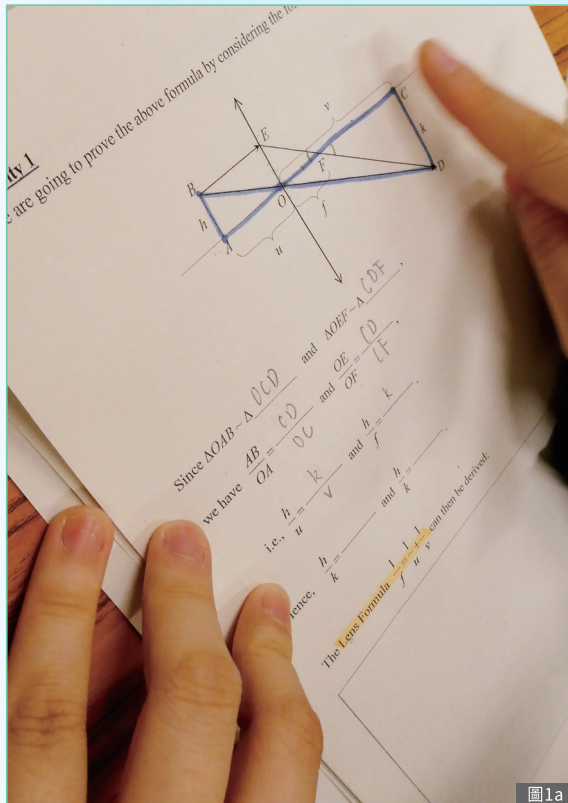 ity 1
e are going to prove the above formula by considering the fo
v
C
E
k
F
D
B
O
f
h
A
u
Since ΔOAB ~ Δ OCD and ΔOEF ~ Δ CDF,
we have AB/OA = CD/OC and OE/OF = CD/CF,
i.e., h/u = k/v and h/f = k/
ence, h/k = and h/k = .
The Lens Formula 1/f = 1/u + 1/v can then be derived:
圖1a